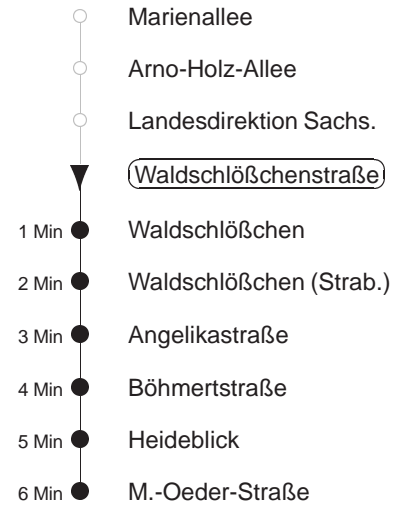 Marienallee
Arno-Holz-Allee
Landesdirektion Sachs.
Waldschlößchenstraße
1 Min Waldschlößchen
2 Min Waldschlößchen (Strab.)
3 Min Angelikastraße
4 Min Böhmertstraße
5 Min Heideblick
6 Min M.-Oeder-Straße